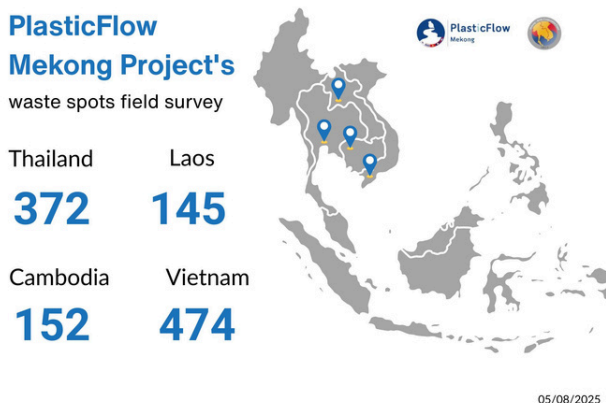 PlasticFlow
Mekong Project's
waste spots field survey
Thailand
372
Laos
145
Cambodia
152
Vietnam
474
PlasticFlow
Mekong
05/08/2025